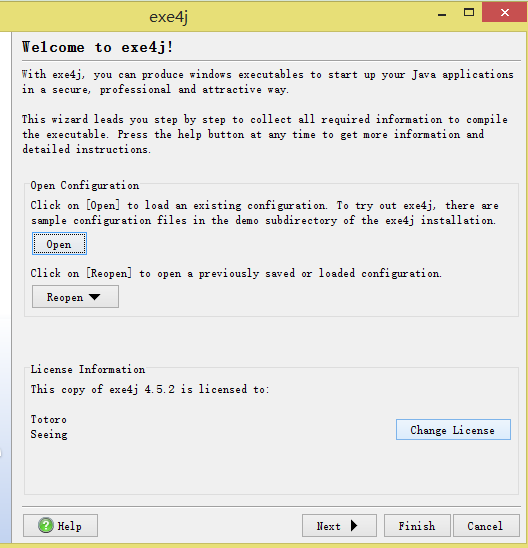 exe4j
Welcome to exe4j!
With exe4j, you can produce windows executables to start up your Java applications
in a secure, professional and attractive way.
This wizard leads you step by step to collect all required information to compile
the executable. Press the help button at any time to get more information and
detailed instructions.
Open Configuration
Click on [Open] to load an existing configuration. To try out exe4j, there are
sample configuration files in the demo subdirectory of the exe4j installation.
Open
Click on [Reopen] to open a previously saved or loaded configuration.
Reopen
License Information
This copy of exe4j 4.5.2 is licensed to:
Totoro
Seeing
Change License
Help
Next
Finish
Cancel